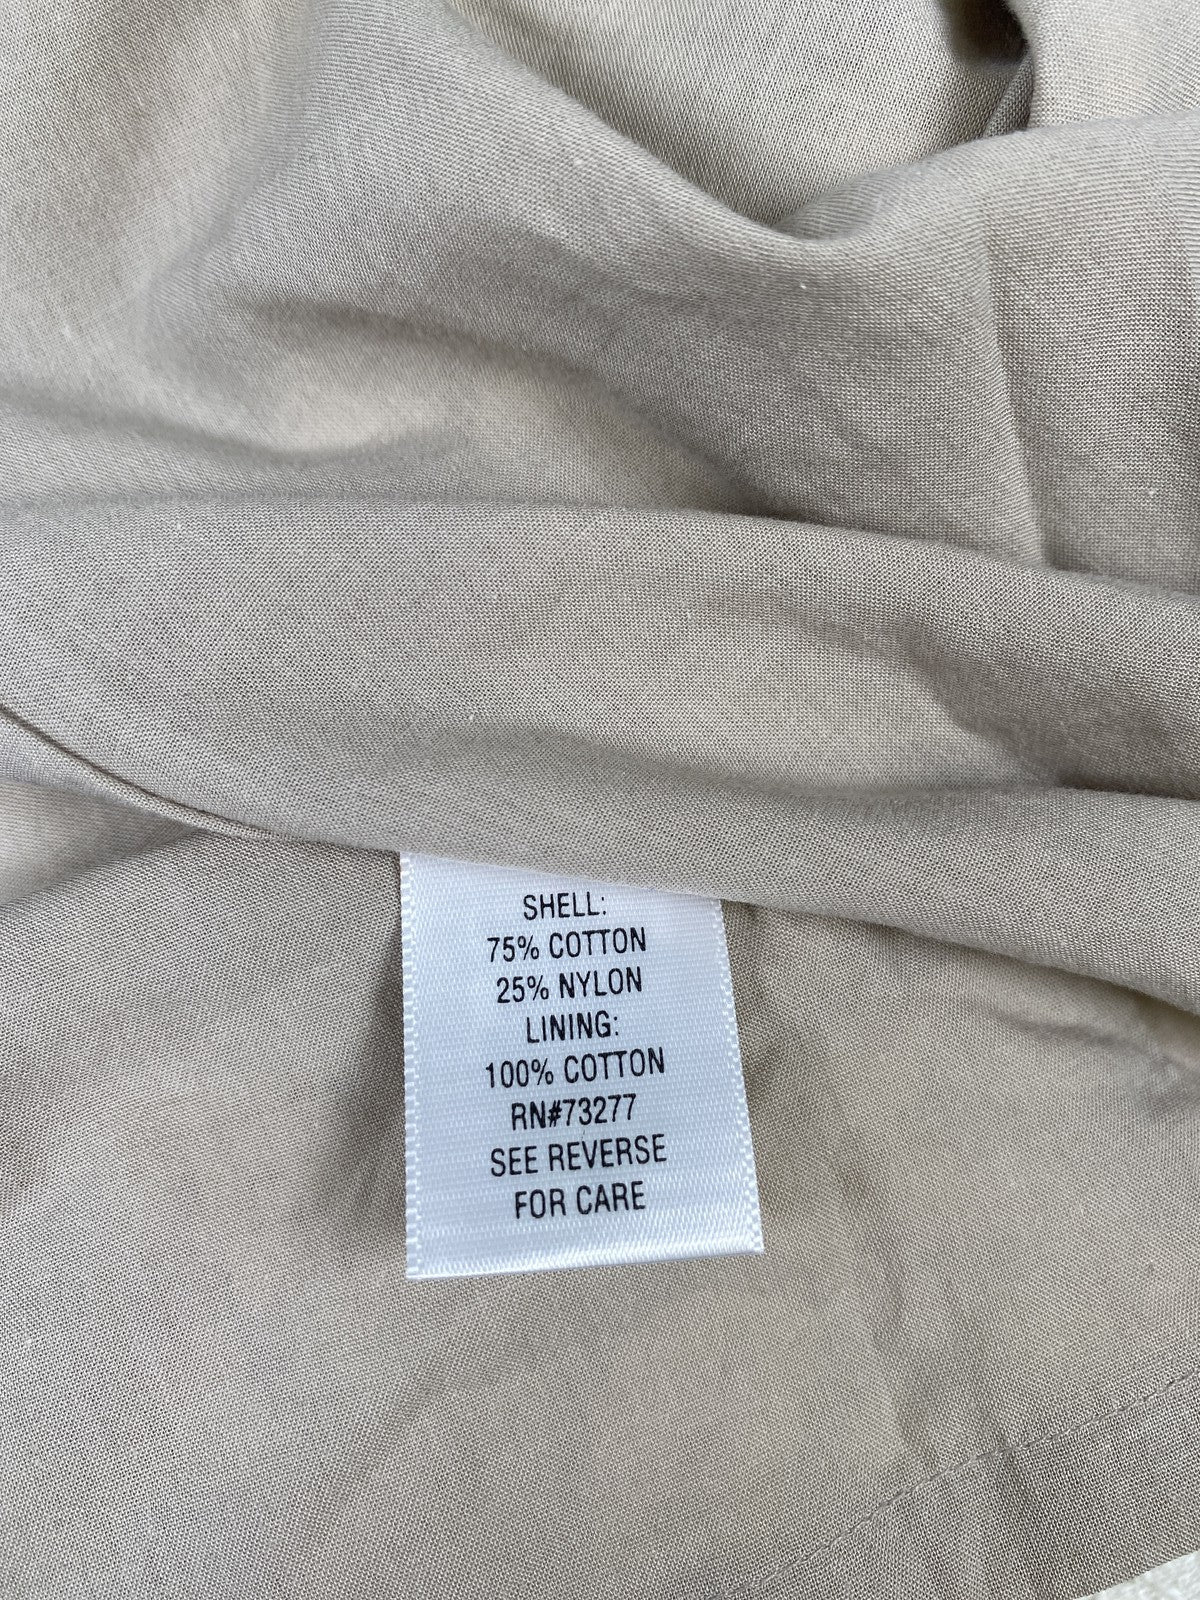 SHELL:
75% COTTON
25% NYLON
LINING:
100% COTTON
RN#73277
SEE REVERSE
FOR CARE